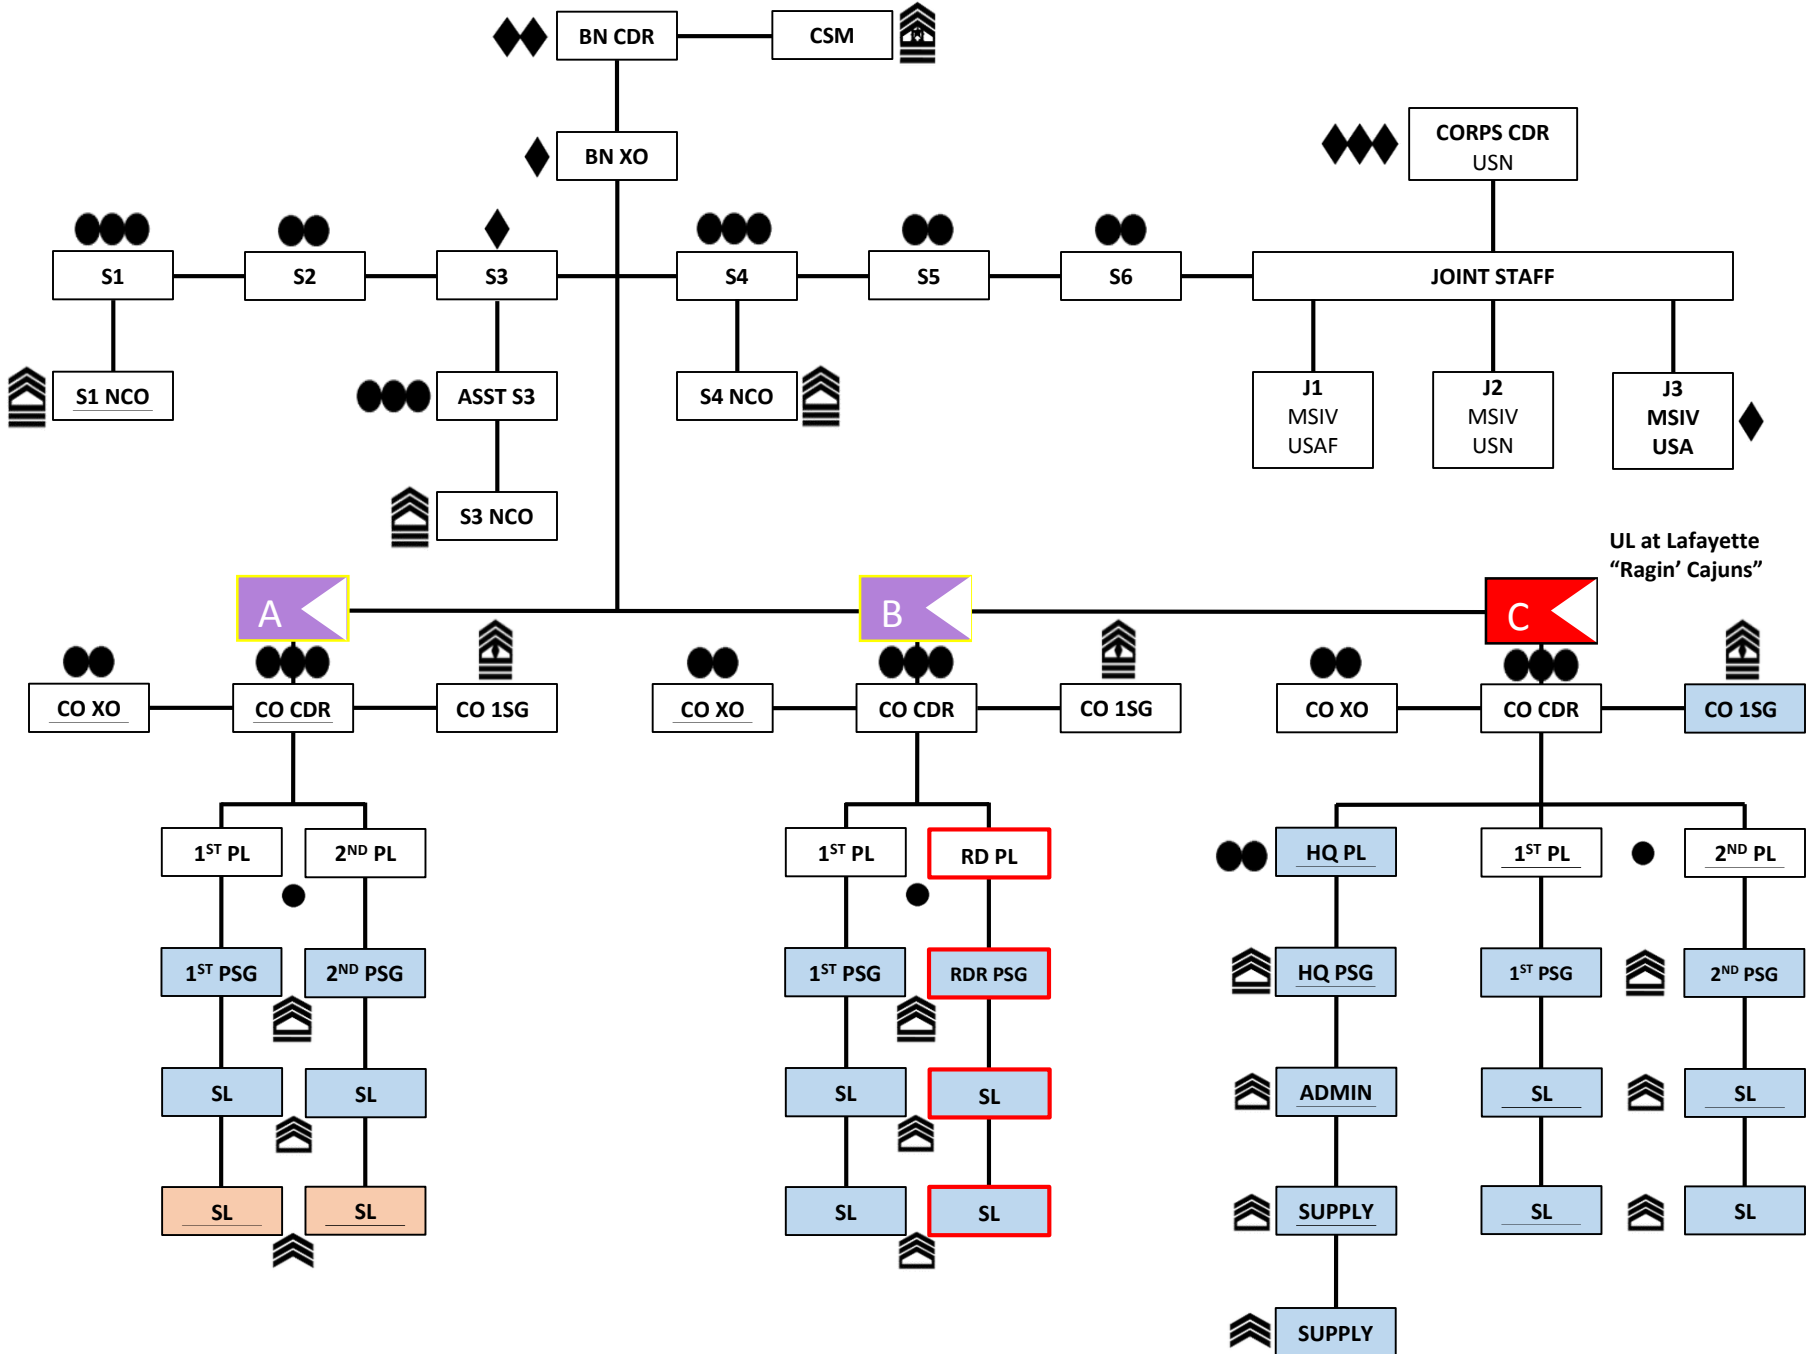 BN CDR
CSM
BN XO
CORPS CDR
USN
S1
S2
S3
S4
S5
S6
JOINT STAFF
S1 NCO
ASST S3
S4 NCO
J1
MSIV
USAF
J2
MSIV
USN
J3
MSIV
USA
S3 NCO
UL at Lafayette
“Ragin’ Cajuns”
A
B
C
CO XO
CO CDR
CO 1SG
CO XO
CO CDR
CO 1SG
CO XO
CO CDR
CO 1SG
1ST PL
2ND PL
1ST PL
RD PL
HQ PL
1ST PL
2ND PL
1ST PSG
2ND PSG
1ST PSG
RDR PSG
HQ PSG
1ST PSG
2ND PSG
SL
SL
SL
SL
ADMIN
SL
SL
SL
SL
SL
SL
SUPPLY
SL
SL
SUPPLY